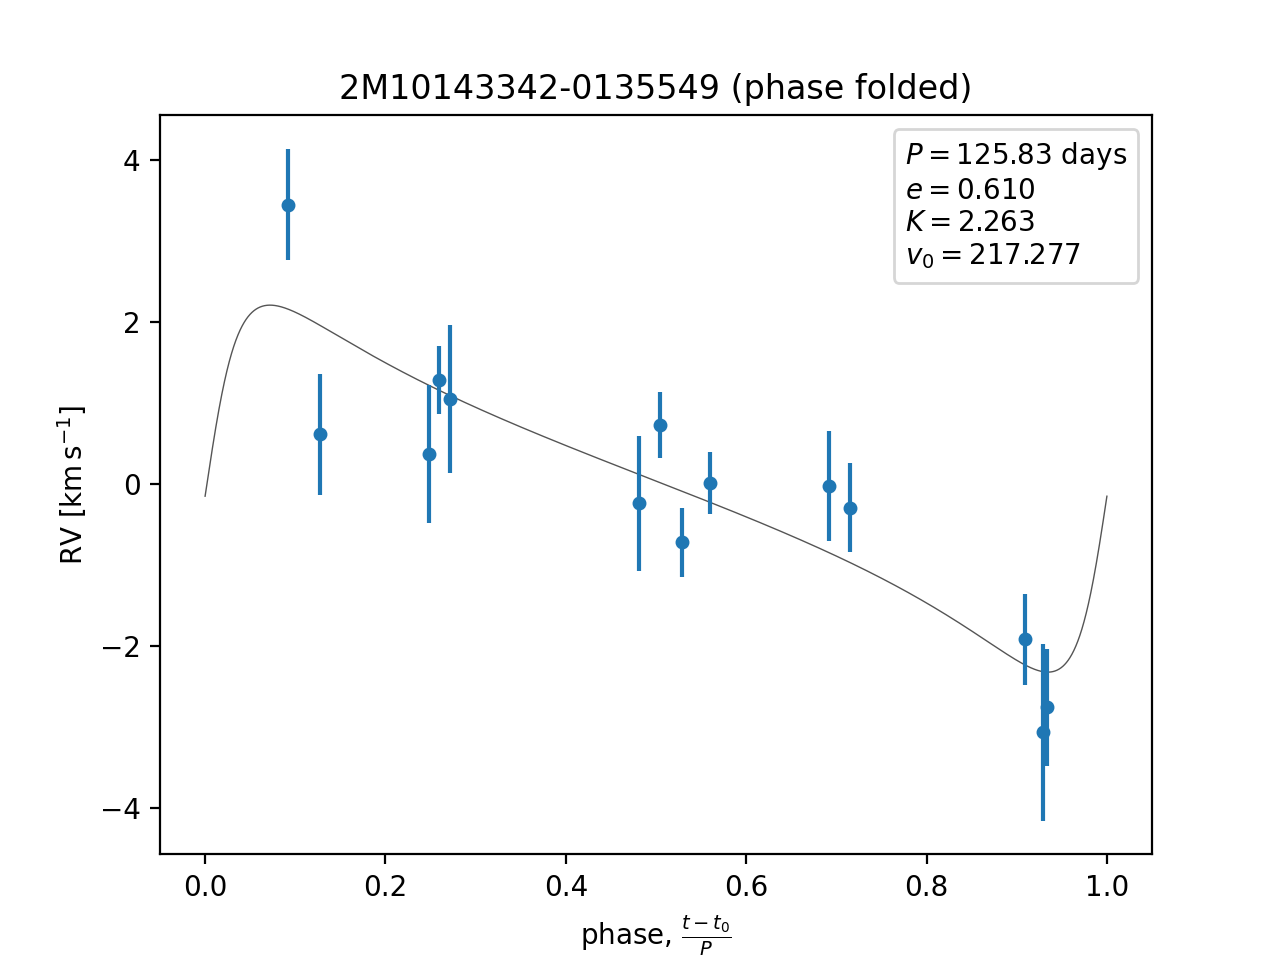 2M10143342-0135549 (phase folded)
P = 125.83 days
e = 0.610
K = 2.263
v₀ = 217.277
RV [km s⁻¹]
4
2
0
−2
−4
0.0 0.2 0.4 0.6 0.8 1.0
phase, (t − t₀)/P